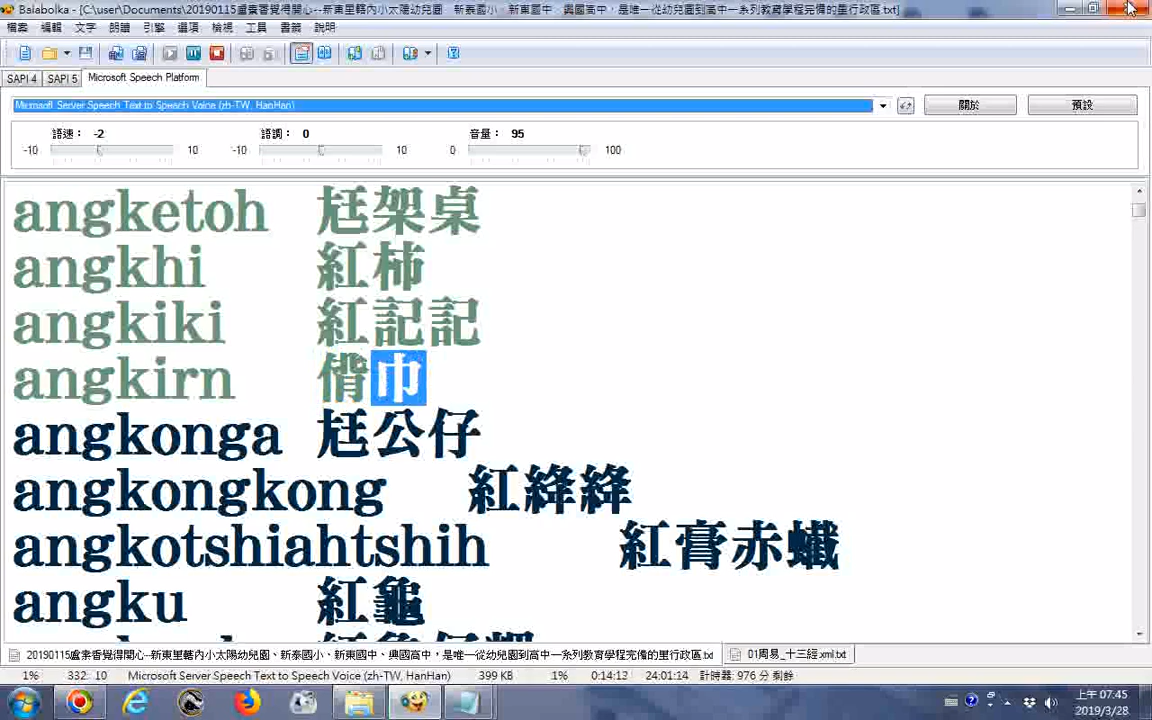 Balabolka - [C:\user\Documents\20190115盧素香覺得開心--新東里轄內小太陽幼兒園、新泰國小、新東國中、興國高中，是唯一從幼兒園到高中一系列教育學程完備的里行政區.txt]
檔案 編輯 文字 朗讀 引擎 選項 檢視 工具 書籤 說明
SAPI 4 SAPI 5 Microsoft Speech Platform
Microsoft Server Speech Text to Speech Voice (zh-TW, HanHan) 關於 預設
語速： -2 語調： 0 音量： 95
-10 10 -10 10 0 100
angketoh 尪架桌
angkhi 紅柿
angkiki 紅記記
angkirn 巾
angkonga 尪公仔
angkongkong 紅絳絳
angkotshiahtshih 紅膏赤蠘
angku 紅龜
20190115盧素香覺得開心--新東里轄內小太陽幼兒園、新泰國小、新東國中、興國高中，是唯一從幼兒園到高中一系列教育學程完備的里行政區.txt 01周易_十三經.xml.txt
1% 332: 10 Microsoft Server Speech Text to Speech Voice (zh-TW, HanHan) 399 KB 1% 0:14:13 24:01:14 計時器: 976 分 剩餘
上午 07:45
2019/3/28